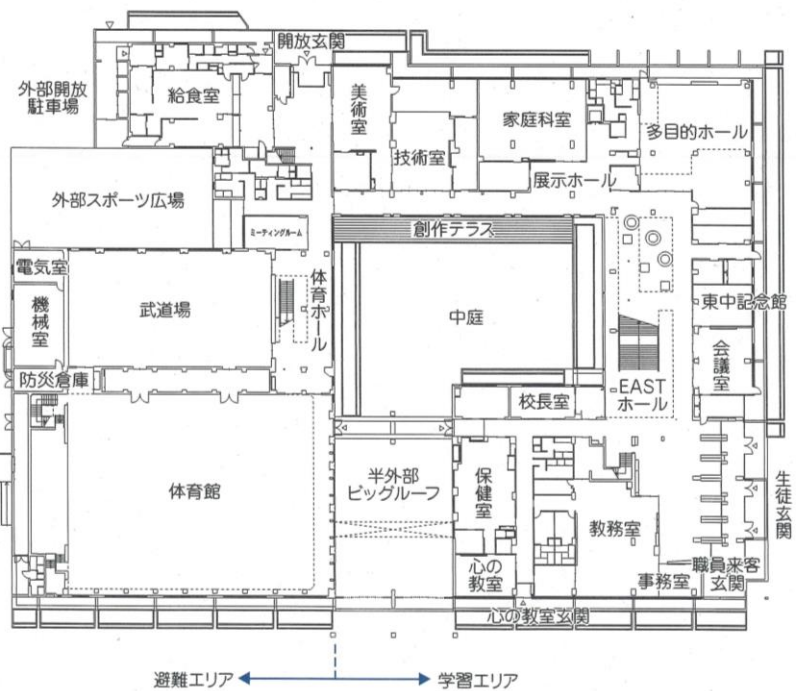 開放玄関
外部開放
駐車場
給食室
美術室
技術室
家庭科室
多目的ホール
展示ホール
外部スポーツ広場
ミーティングルーム
創作テラス
電気室
機械室
武道場
体育ホール
中庭
東中記念館
会議室
防災倉庫
EAST
ホール
校長室
体育館
半外部
ビッグルーフ
保健室
教務室
生徒玄関
心の
教室
事務室
職員来客
玄関
心の教室玄関
避難エリア
学習エリア